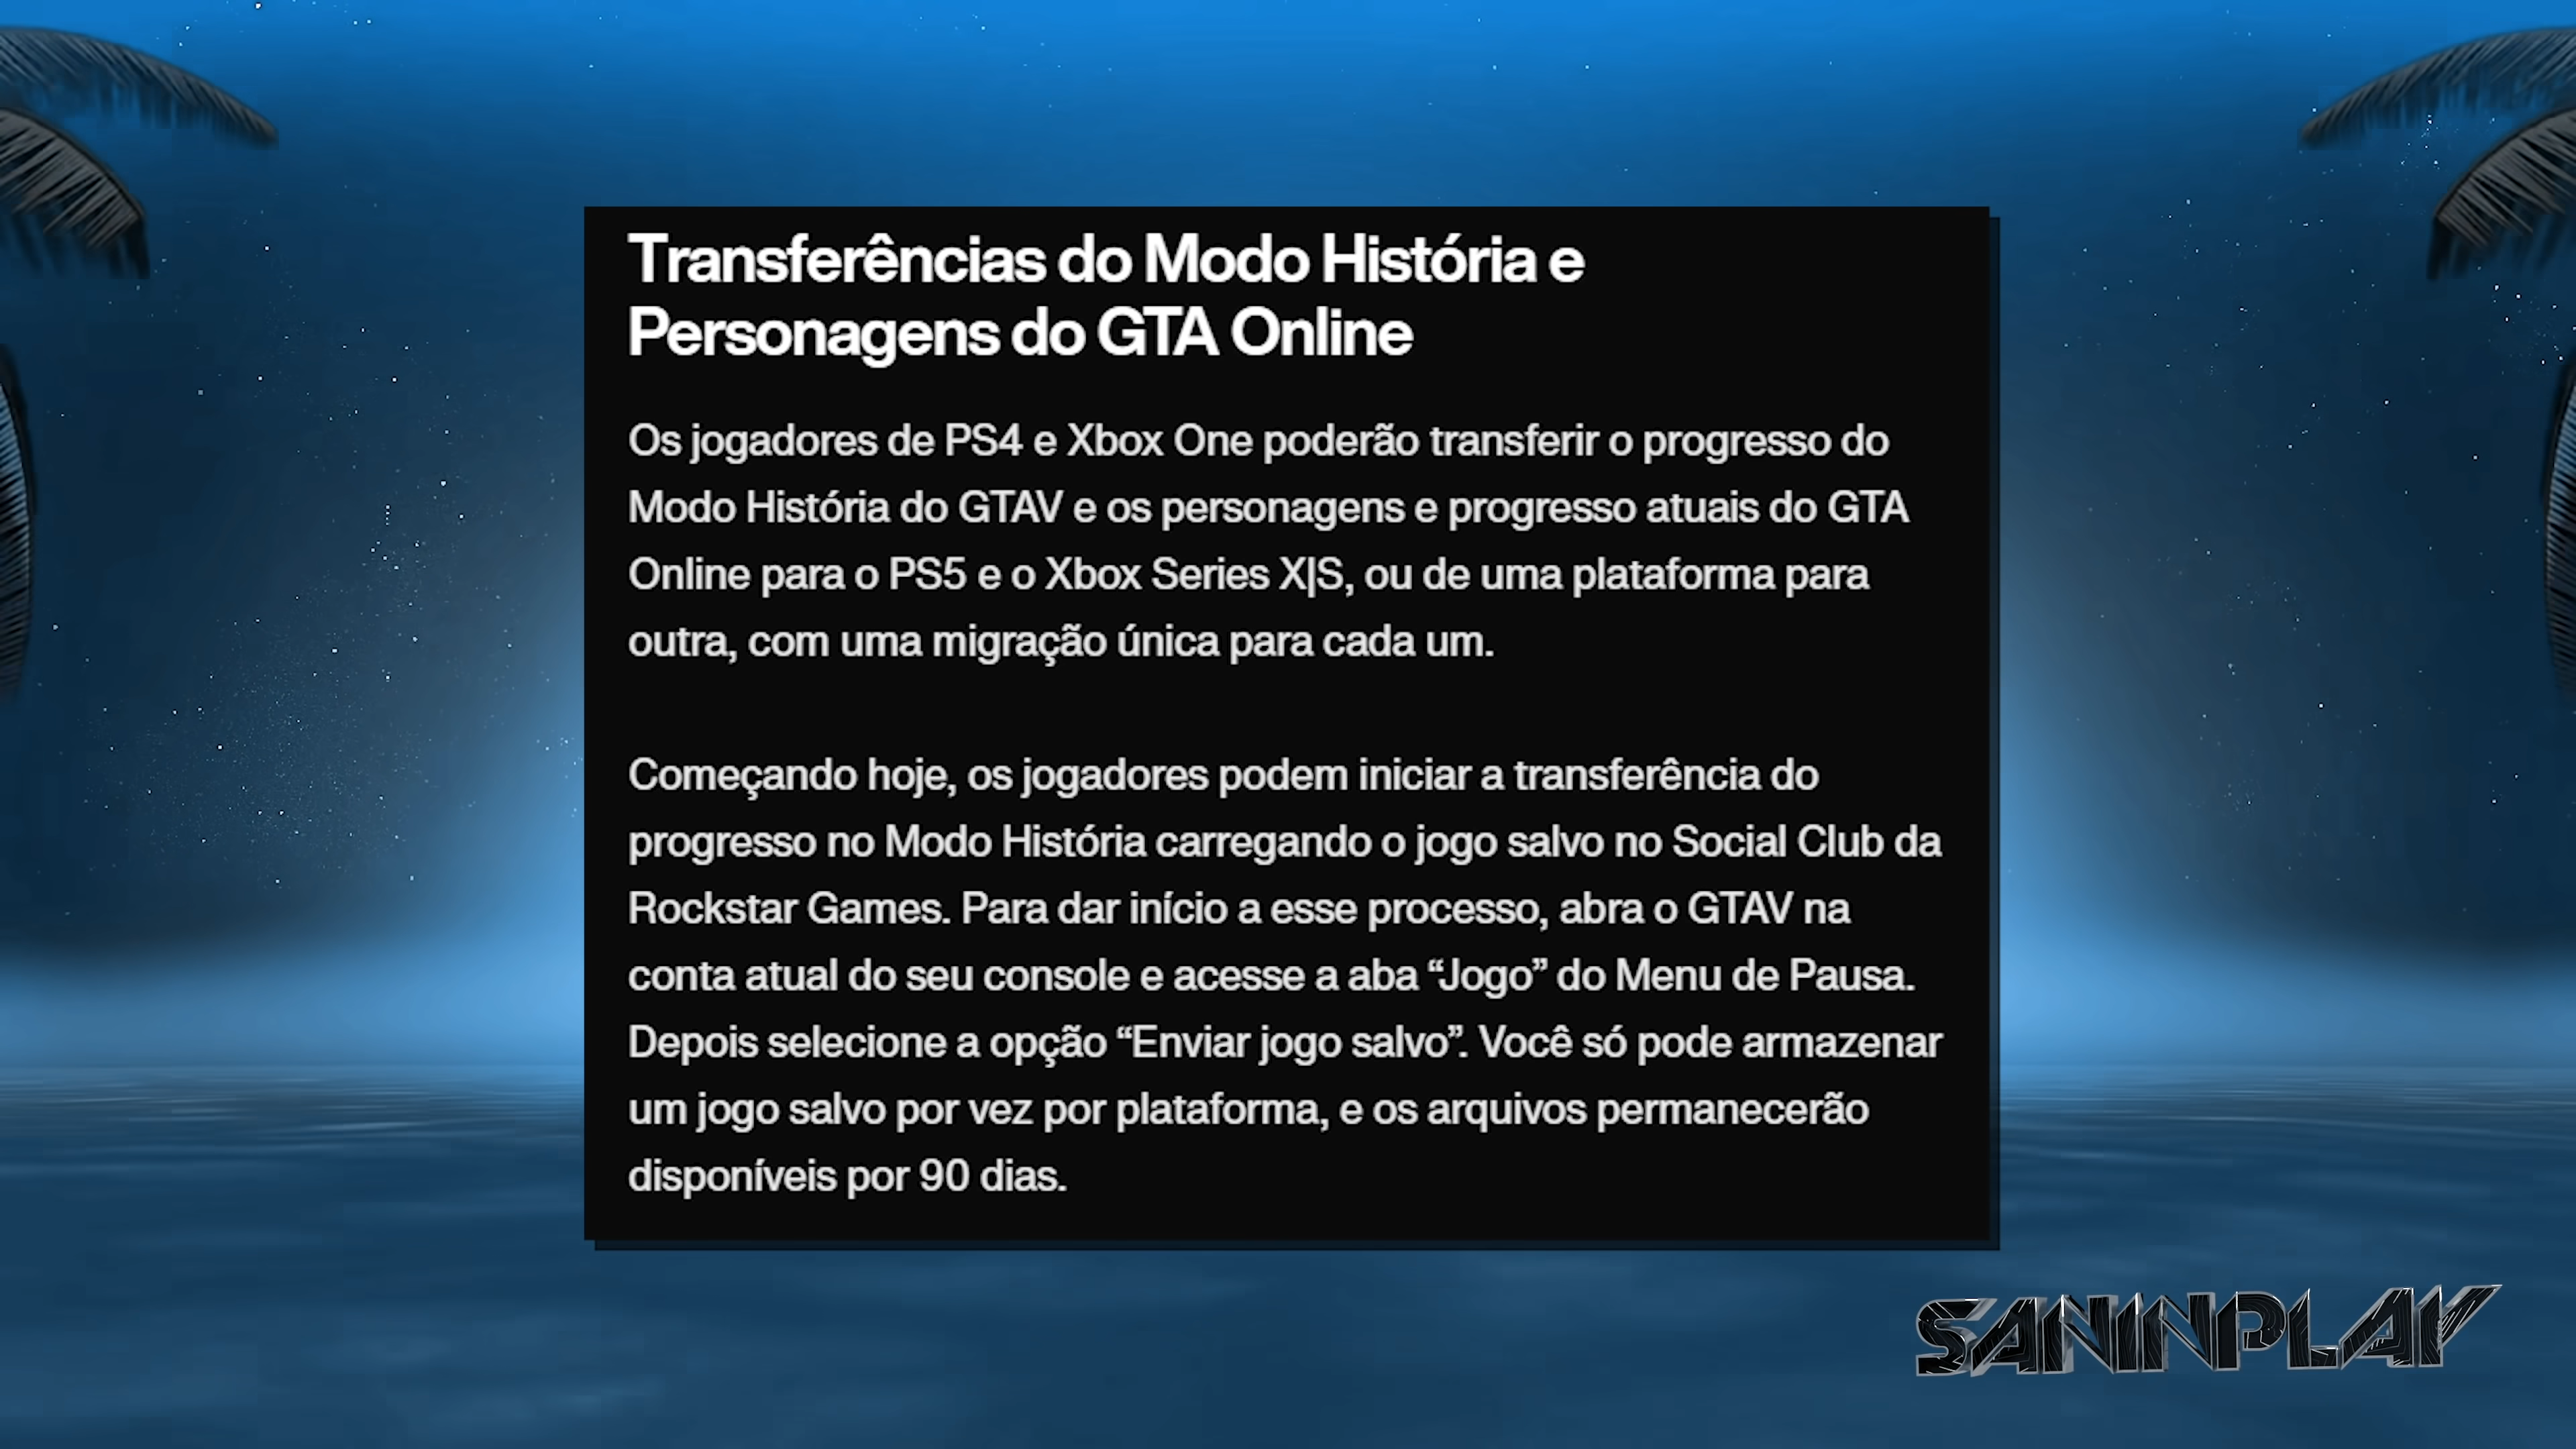 Transferências do Modo História e
Personagens do GTA Online
Os jogadores de PS4 e Xbox One poderão transferir o progresso do
Modo História do GTAV e os personagens e progresso atuais do GTA
Online para o PS5 e o Xbox Series X|S, ou de uma plataforma para
outra, com uma migração única para cada um.
Começando hoje, os jogadores podem iniciar a transferência do
progresso no Modo História carregando o jogo salvo no Social Club da
Rockstar Games. Para dar início a esse processo, abra o GTAV na
conta atual do seu console e acesse a aba “Jogo” do Menu de Pausa.
Depois selecione a opção “Enviar jogo salvo”. Você só pode armazenar
um jogo salvo por vez por plataforma, e os arquivos permanecerão
disponíveis por 90 dias.
SANINPLAY